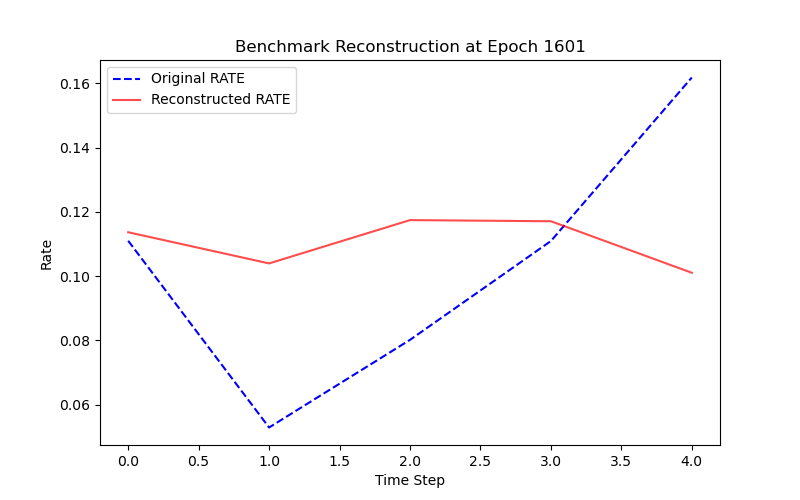 Benchmark Reconstruction at Epoch 1601
Original RATE
Reconstructed RATE
Rate
0.16
0.14
0.12
0.10
0.08
0.06
0.0 0.5 1.0 1.5 2.0 2.5 3.0 3.5 4.0
Time Step